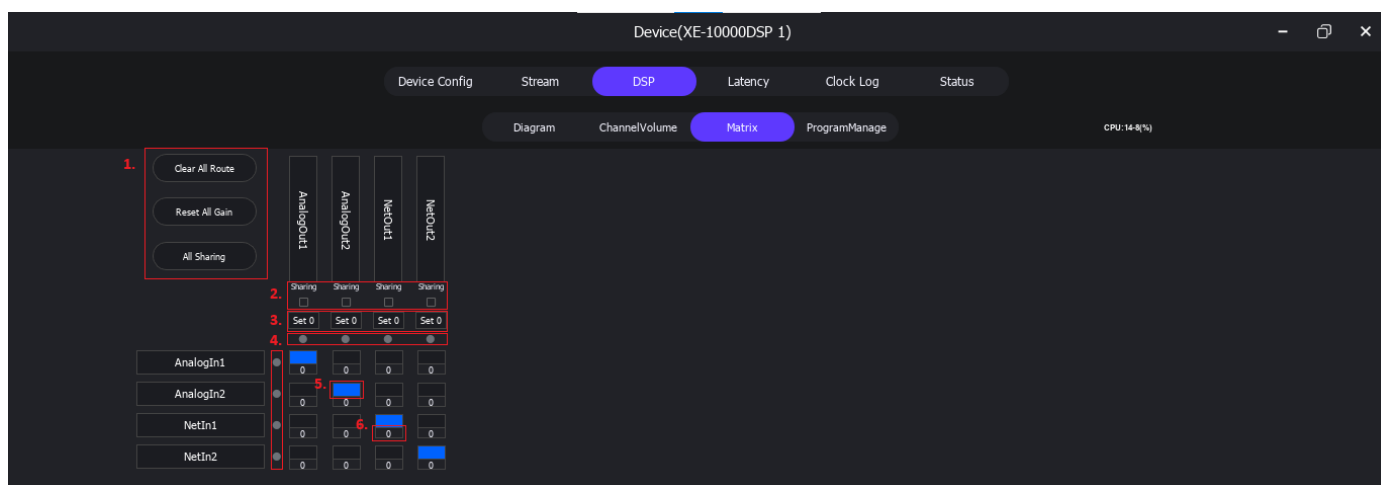 Device(XE-10000DSP 1)
Device Config Stream DSP Latency Clock Log Status
Diagram ChannelVolume Matrix ProgramManage CPU:14-8(%)
1.
Clear All Route
Reset All Gain
All Sharing
AnalogOut1 AnalogOut2 NetOut1 NetOut2
Sharing Sharing Sharing Sharing
2.
3. Set 0 Set 0 Set 0 Set 0
4.
AnalogIn1
0 0 0 0
AnalogIn2 5.
0 0 0 0
NetIn1 6.
0 0 0 0
NetIn2
0 0 0 0